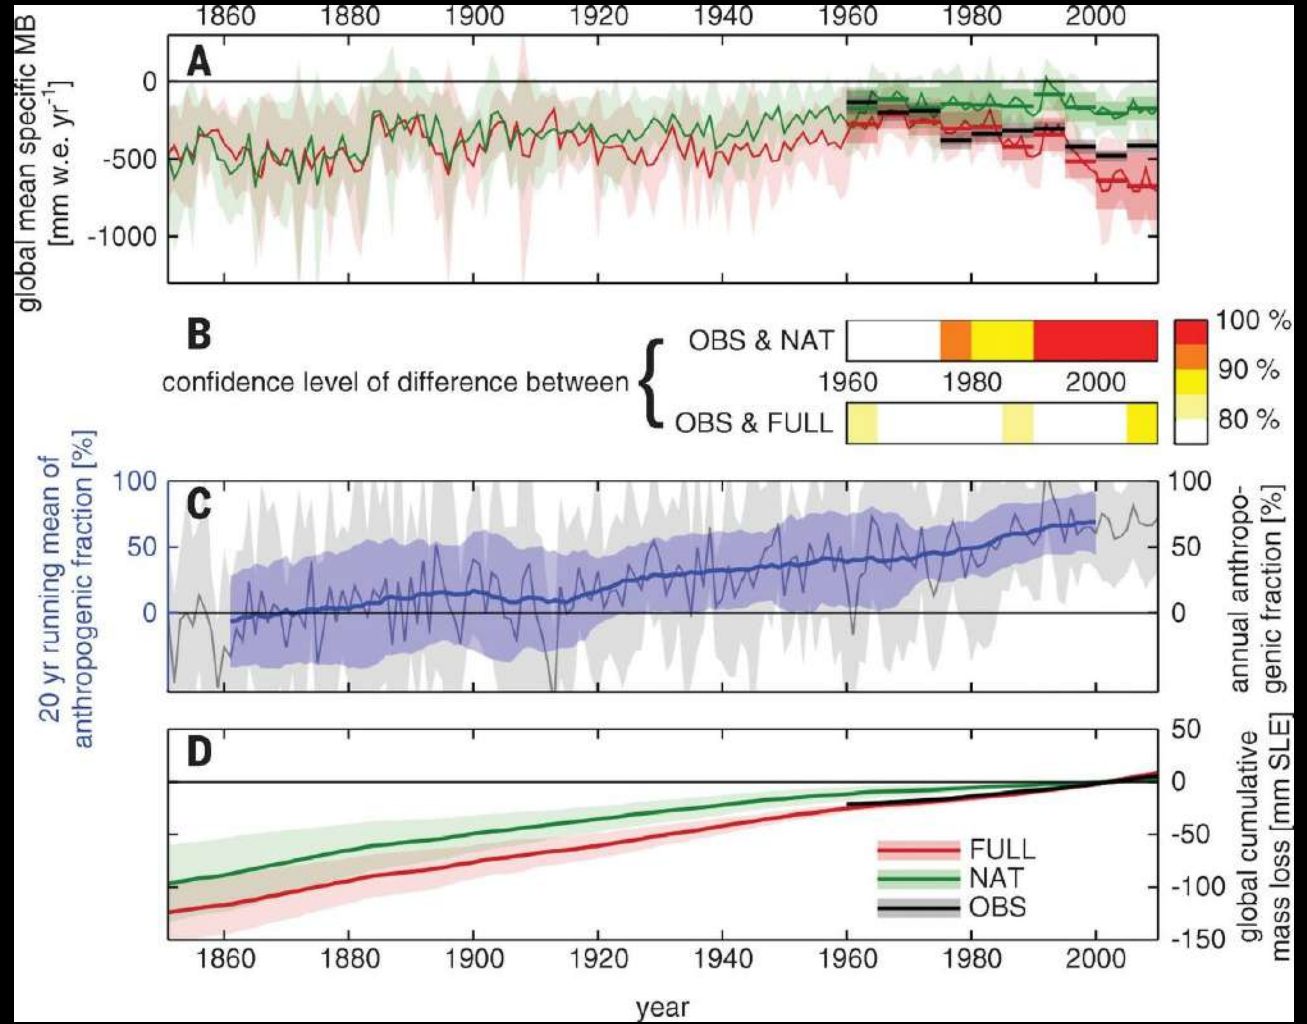 1860 1880 1900 1920 1940 1960 1980 2000
global mean specific MB
[mm w.e. yr⁻¹]
A
0
-500
-1000
B
confidence level of difference between
{
OBS & NAT
1960 1980 2000
OBS & FULL
100 %
90 %
80 %
20 yr running mean of
anthropogenic fraction [%]
100
50
0
C
100
50
0
annual anthropo-
genic fraction [%]
D
50
0
-50
-100
-150
global cumulative
mass loss [mm SLE]
FULL
NAT
OBS
1860 1880 1900 1920 1940 1960 1980 2000
year